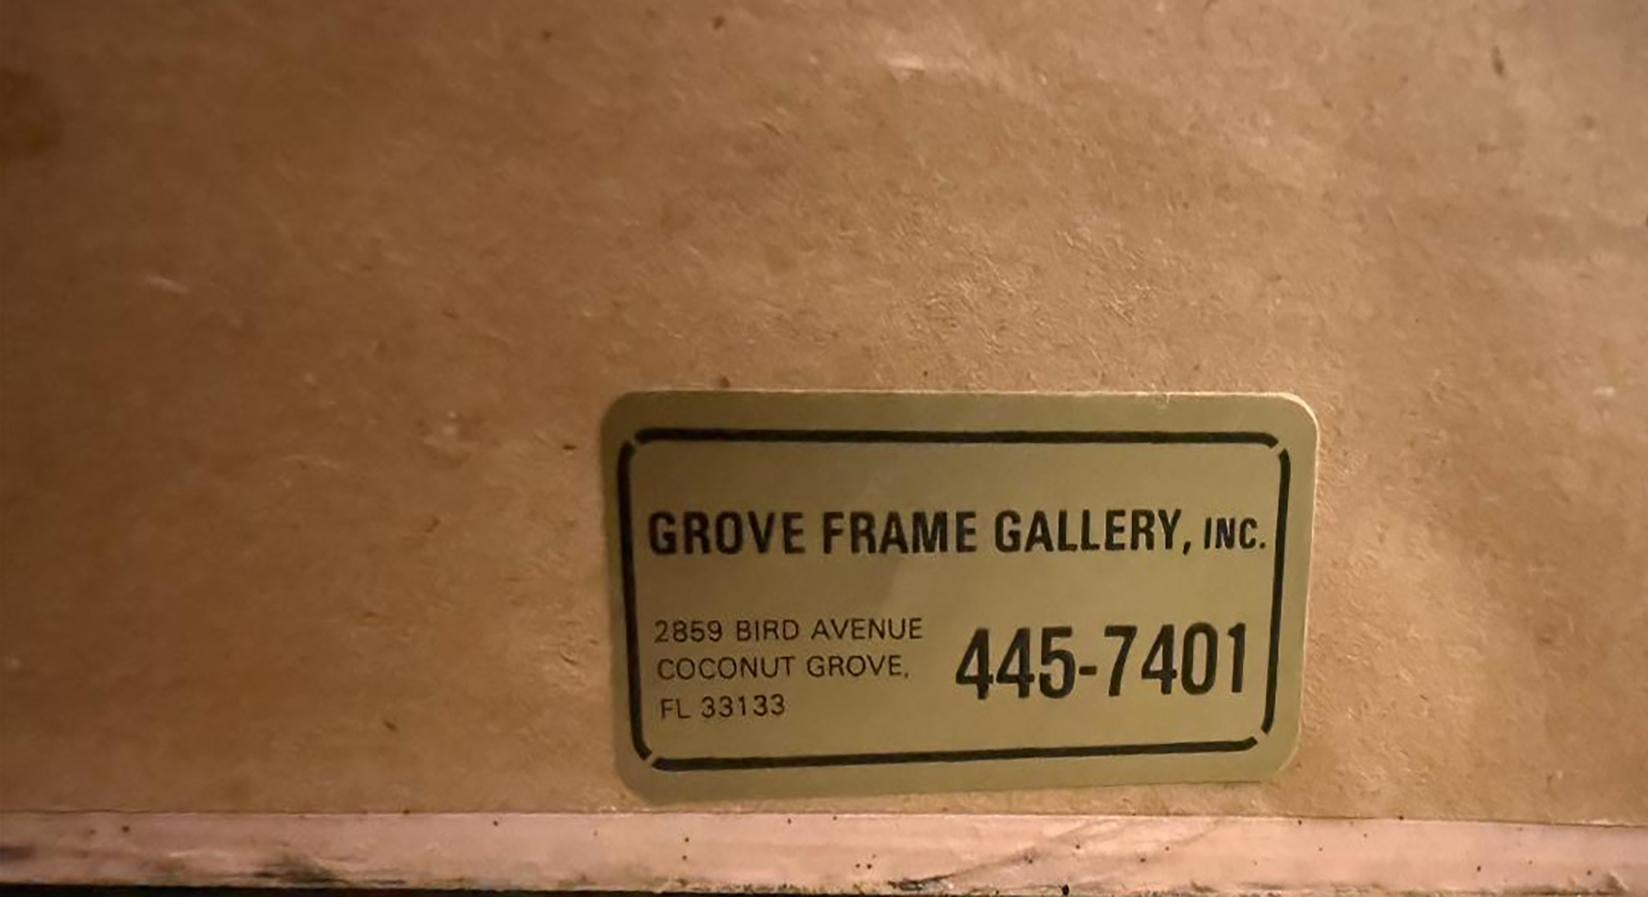 GROVE FRAME GALLERY, INC.
2859 BIRD AVENUE
COCONUT GROVE,
FL 33133
445-7401